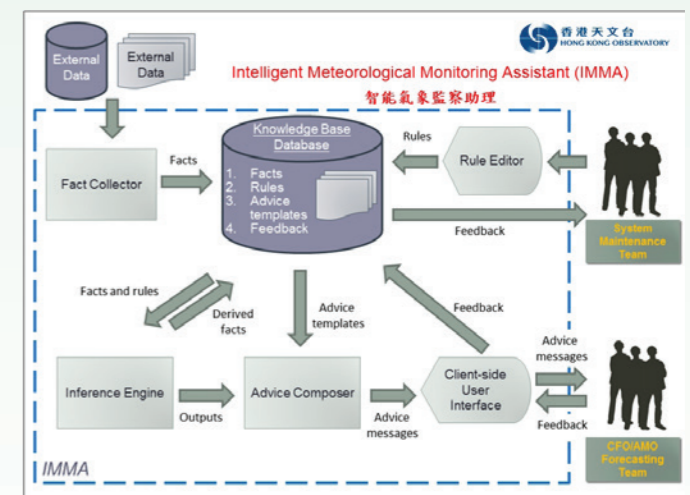 香港天文台
HONG KONG OBSERVATORY
External
Data
External
Data
Intelligent Meteorological Monitoring Assistant (IMMA)
智能氣象監察助理
Knowledge Base
Database
1. Facts
2. Rules
3. Advice
templates
4. Feedback
Fact Collector
Facts
Rules
Rule Editor
Feedback
System
Maintenance
Team
Facts and rules
Derived
facts
Advice
templates
Feedback
Advice
messages
Inference Engine
Outputs
Advice Composer
Advice
messages
Client-side
User
Interface
Feedback
CFO/AMO
Forecasting
Team
IMMA